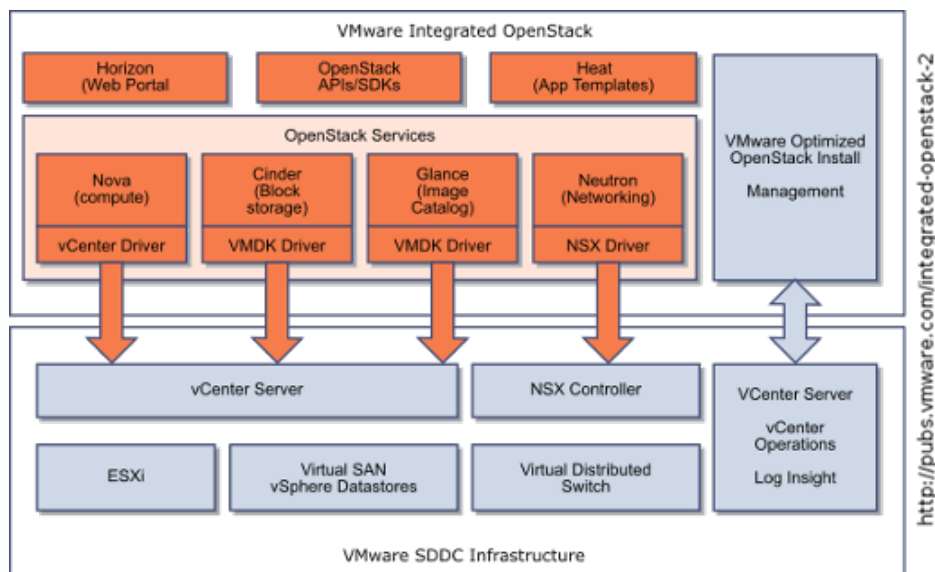 VMware Integrated OpenStack
Horizon
(Web Portal
OpenStack
APIs/SDKs
Heat
(App Templates)
VMware Optimized
OpenStack Install
Management
OpenStack Services
Nova
(compute)
vCenter Driver
Cinder
(Block
storage)
VMDK Driver
Glance
(Image
Catalog)
VMDK Driver
Neutron
(Networking)
NSX Driver
vCenter Server
NSX Controller
VCenter Server
vCenter
Operations
Log Insight
ESXi
Virtual SAN
vSphere Datastores
Virtual Distributed
Switch
VMware SDDC Infrastructure
http://pubs.vmware.com/integrated-openstack-2